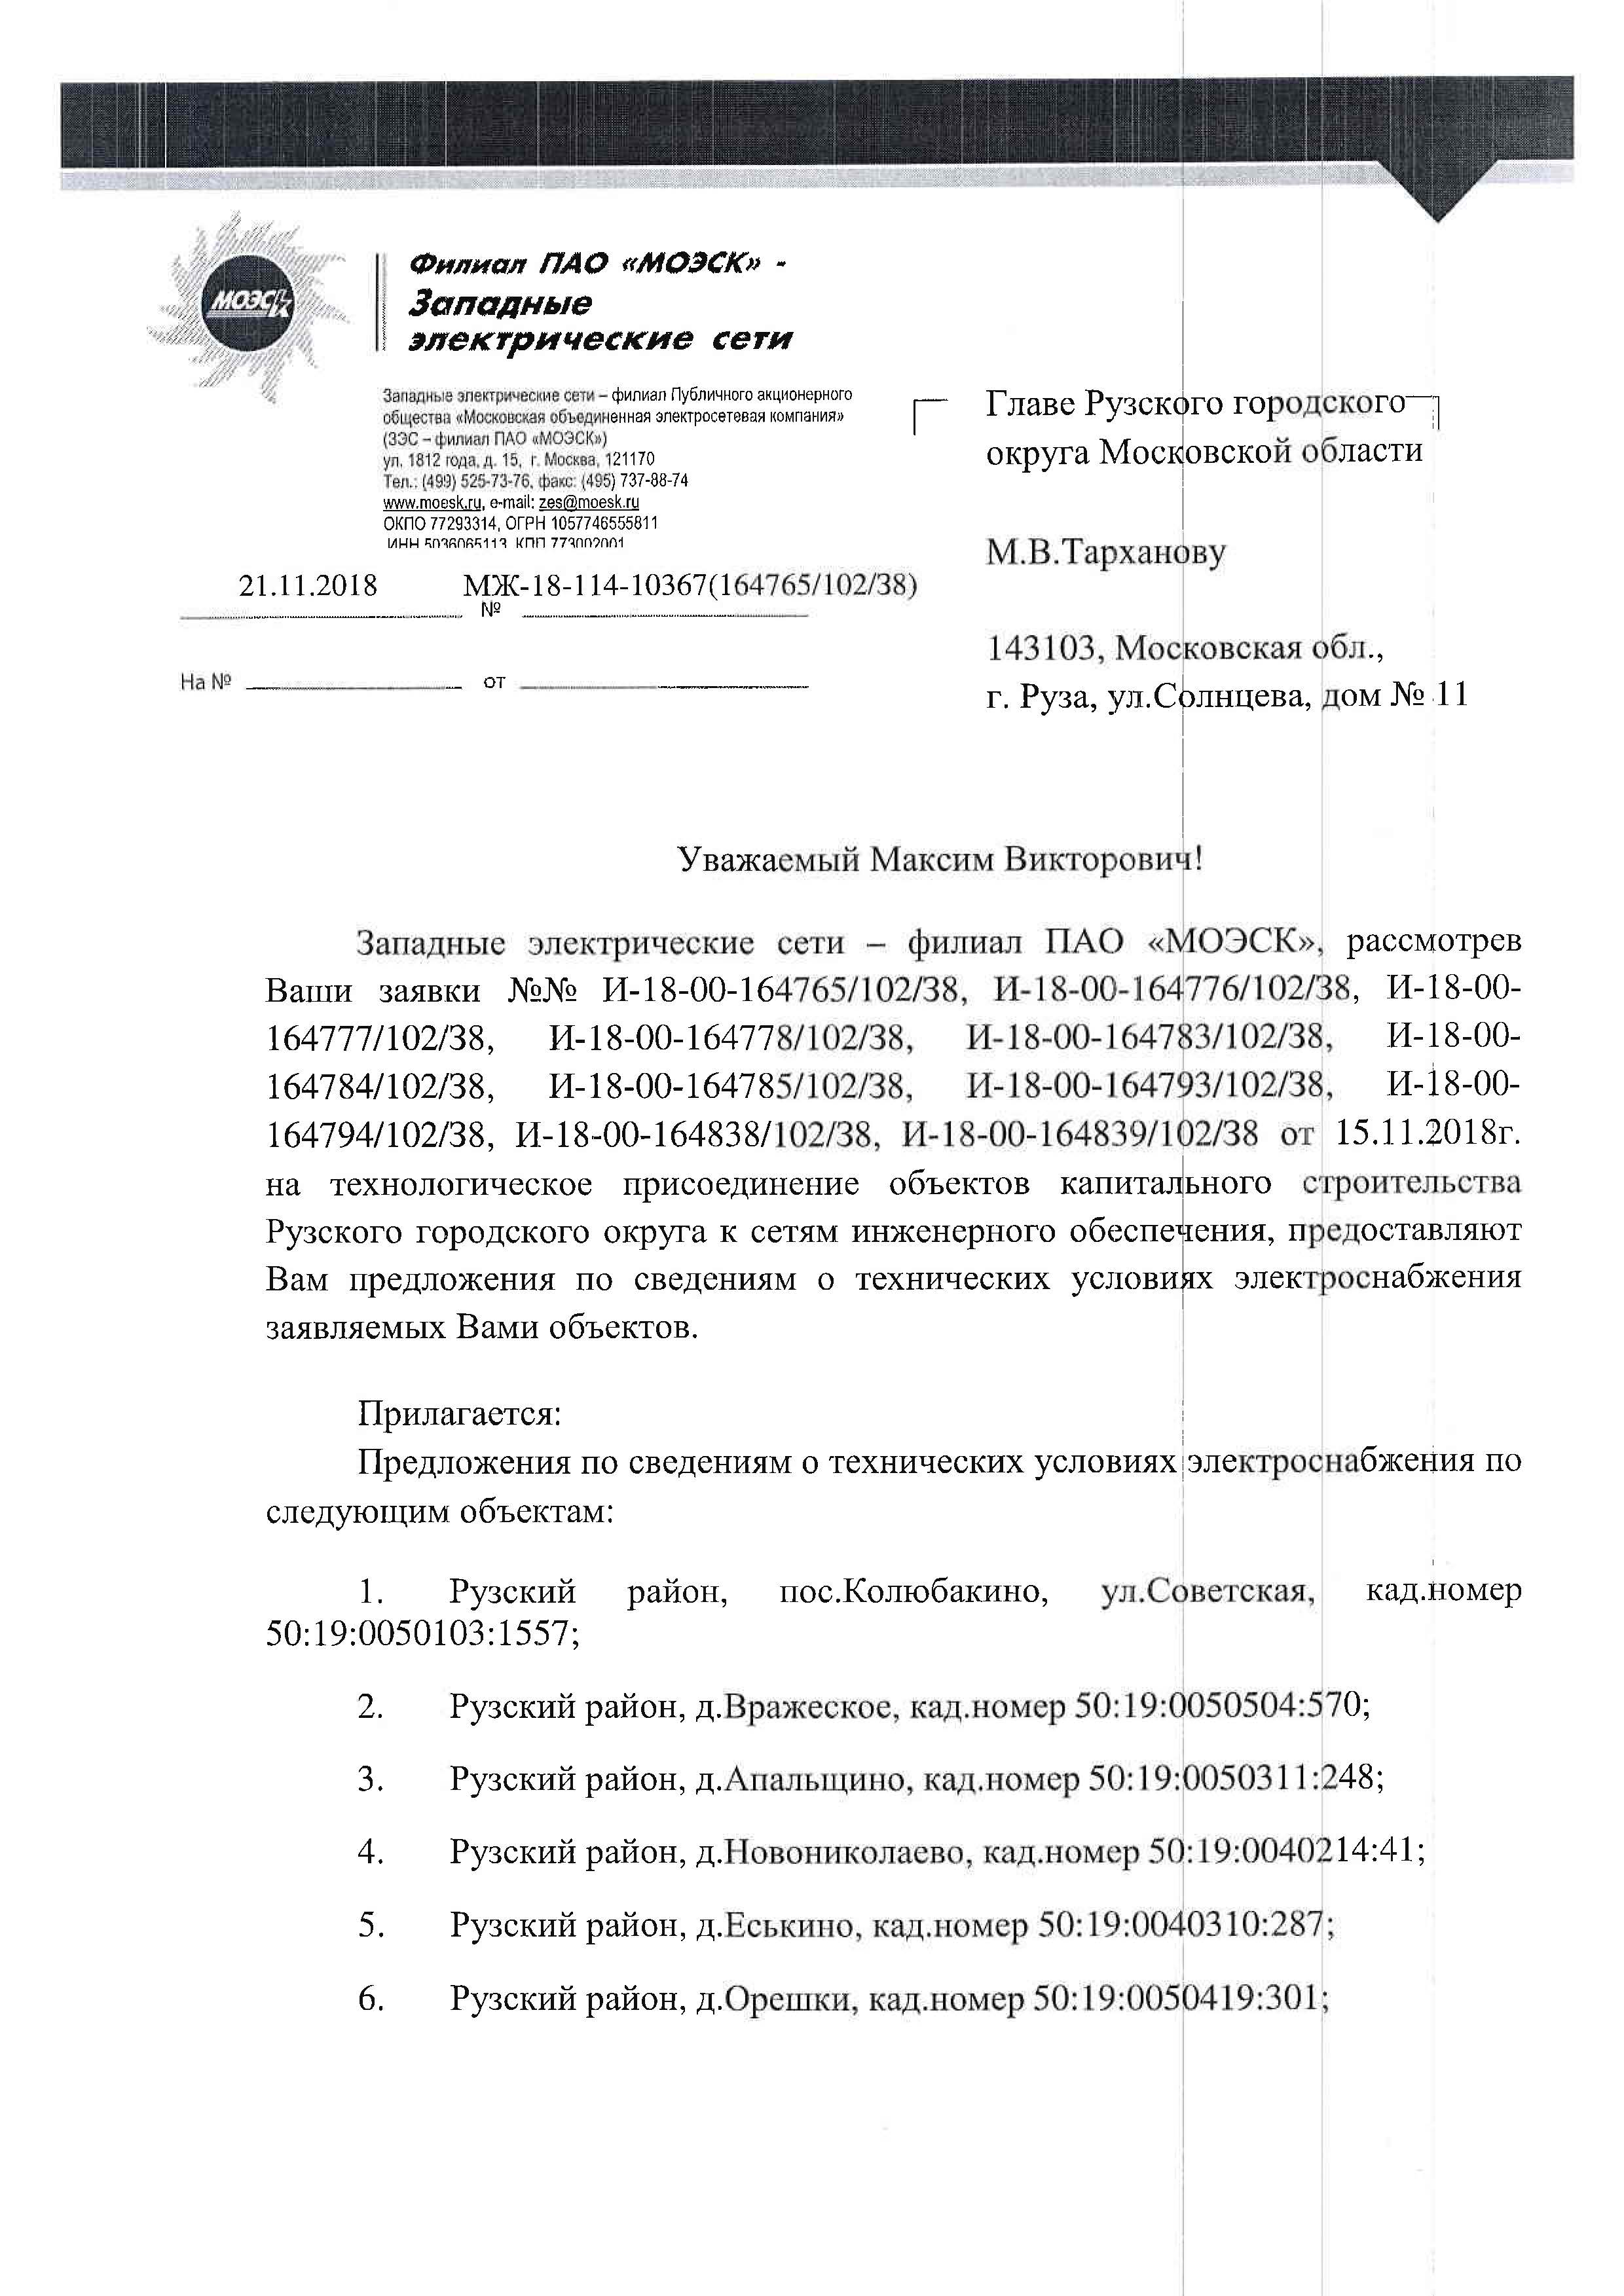 МОЭСК
Филиал ПАО «МОЭСК» -
Западные
электрические сети
Западные электрические сети – филиал Публичного акционерного
общества «Московская объединенная электросетевая компания»
(ЗЭС – филиал ПАО «МОЭСК»)
ул. 1812 года, д. 15, г. Москва, 121170
Тел.: (499) 525-73-76, факс: (495) 737-88-74
www.moesk.ru, e-mail: zes@moesk.ru
ОКПО 77293314, ОГРН 1057746555811
ИНН 5036065113 КПП 773002001
21.11.2018 МЖ-18-114-10367(164765/102/38)
№
На № от
Главе Рузского городского
округа Московской области
М.В.Тарханову
143103, Московская обл.,
г. Руза, ул.Солнцева, дом № 11
Уважаемый Максим Викторович!
Западные электрические сети – филиал ПАО «МОЭСК», рассмотрев
Ваши заявки №№ И-18-00-164765/102/38, И-18-00-164776/102/38, И-18-00-
164777/102/38, И-18-00-164778/102/38, И-18-00-164783/102/38, И-18-00-
164784/102/38, И-18-00-164785/102/38, И-18-00-164793/102/38, И-18-00-
164794/102/38, И-18-00-164838/102/38, И-18-00-164839/102/38 от 15.11.2018г.
на технологическое присоединение объектов капитального строительства
Рузского городского округа к сетям инженерного обеспечения, предоставляют
Вам предложения по сведениям о технических условиях электроснабжения
заявляемых Вами объектов.
Прилагается:
Предложения по сведениям о технических условиях электроснабжения по
следующим объектам:
1. Рузский район, пос.Колюбакино, ул.Советская, кад.номер
50:19:0050103:1557;
2. Рузский район, д.Вражеское, кад.номер 50:19:0050504:570;
3. Рузский район, д.Апальщино, кад.номер 50:19:0050311:248;
4. Рузский район, д.Новониколаево, кад.номер 50:19:0040214:41;
5. Рузский район, д.Еськино, кад.номер 50:19:0040310:287;
6. Рузский район, д.Орешки, кад.номер 50:19:0050419:301;